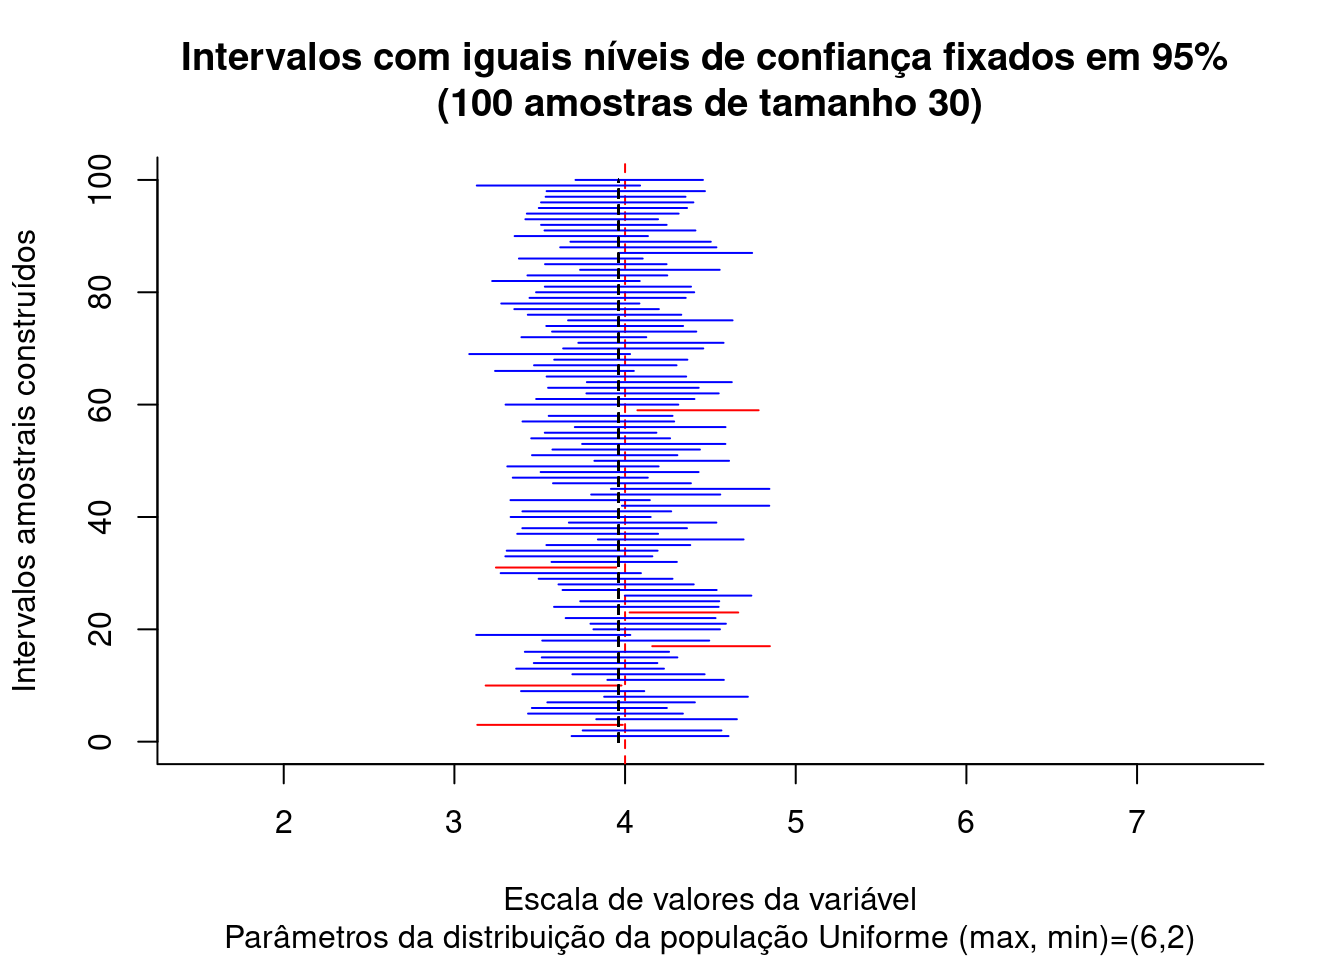 Intervalos com iguais níveis de confiança fixados em 95%
(100 amostras de tamanho 30)
Intervalos amostrais construídos
100
80
60
40
20
0
2 3 4 5 6 7
Escala de valores da variável
Parâmetros da distribuição da população Uniforme (max, min)=(6,2)